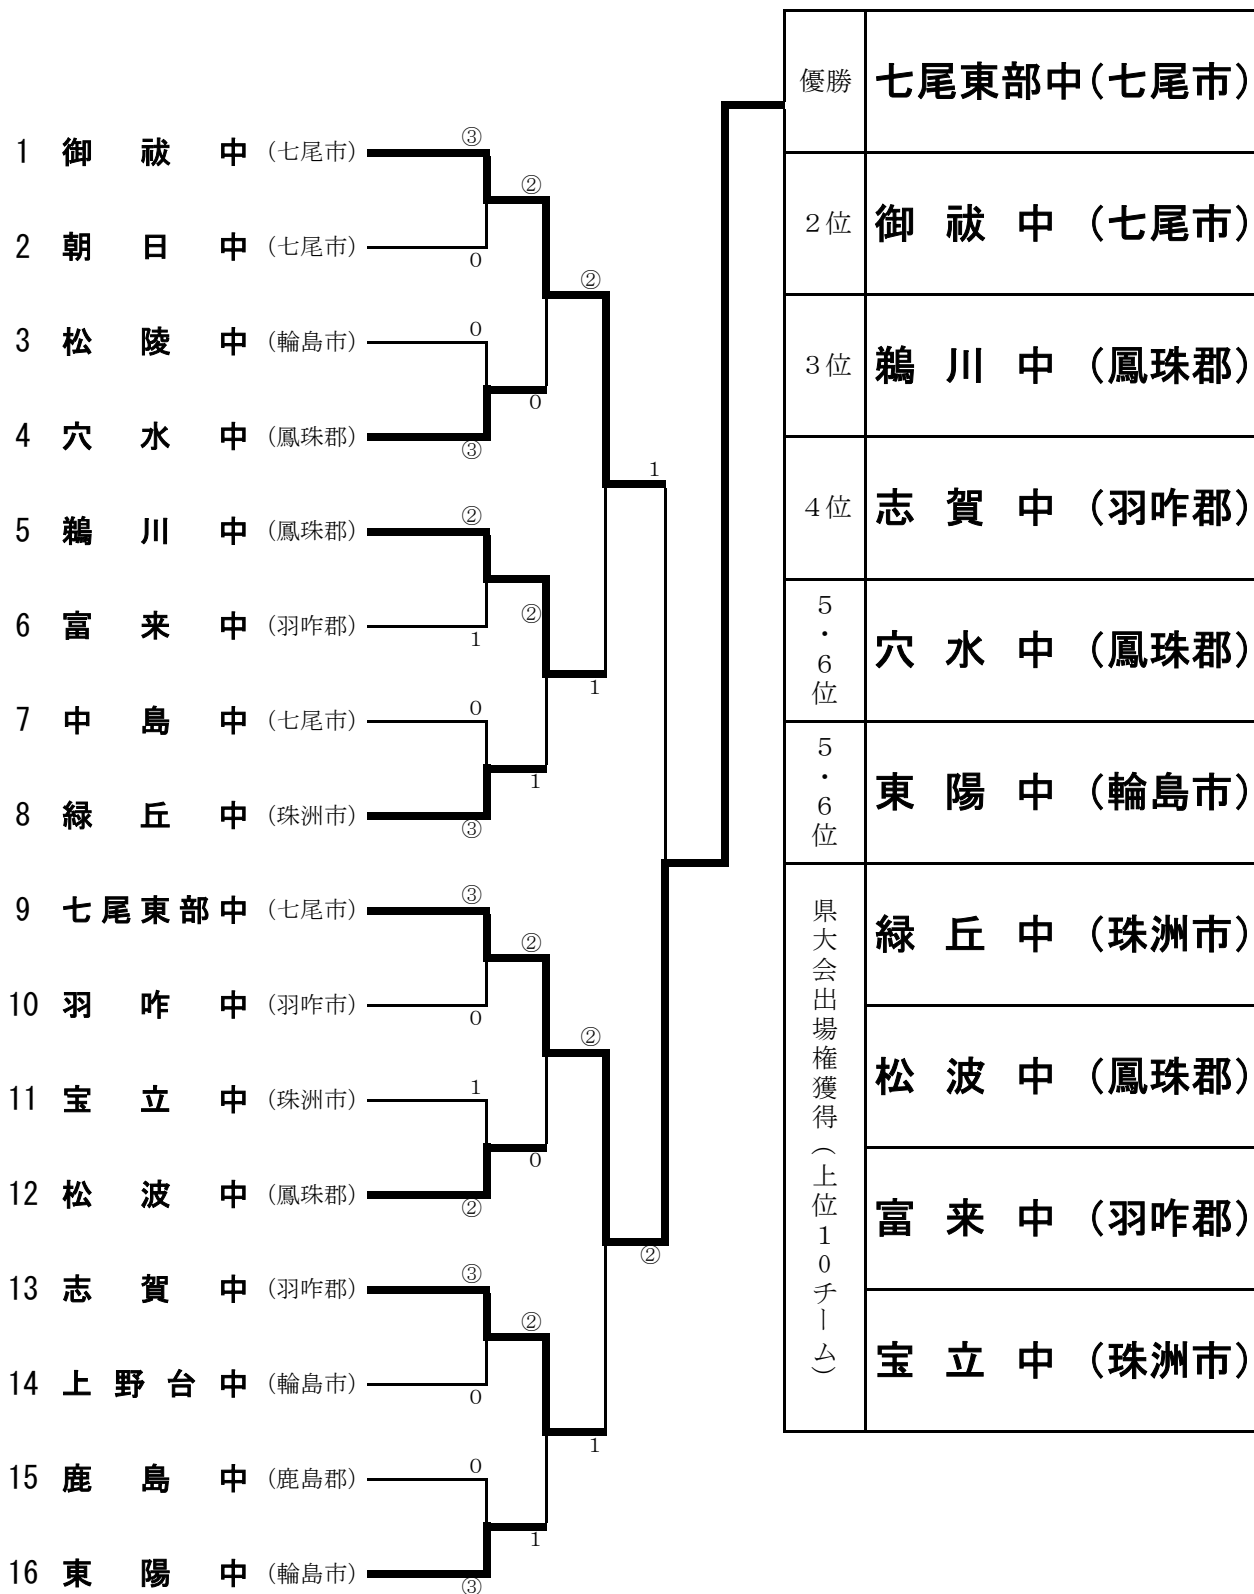 優勝 七尾東部中(七尾市)
2位 御祓中(七尾市)
3位 鵜川中(鳳珠郡)
4位 志賀中(羽咋郡)
5・6位 穴水中(鳳珠郡)
5・6位 東陽中(輪島市)
県大会出場権獲得(上位10チーム)
緑丘中(珠洲市)
松波中(鳳珠郡)
富来中(羽咋郡)
宝立中(珠洲市)
1 御祓中 (七尾市) ③
②
2 朝日中 (七尾市) 0
②
3 松陵中 (輪島市) 0
0
4 穴水中 (鳳珠郡) ③
1
5 鵜川中 (鳳珠郡) ②
②
6 富来中 (羽咋郡) 1
1
7 中島中 (七尾市) 0
1
8 緑丘中 (珠洲市) ③
9 七尾東部中 (七尾市) ③
②
10 羽咋中 (羽咋市) 0
②
11 宝立中 (珠洲市) 1
0
12 松波中 (鳳珠郡) ②
②
13 志賀中 (羽咋郡) ③
②
14 上野台中 (輪島市) 0
1
15 鹿島中 (鹿島郡) 0
1
16 東陽中 (輪島市) ③